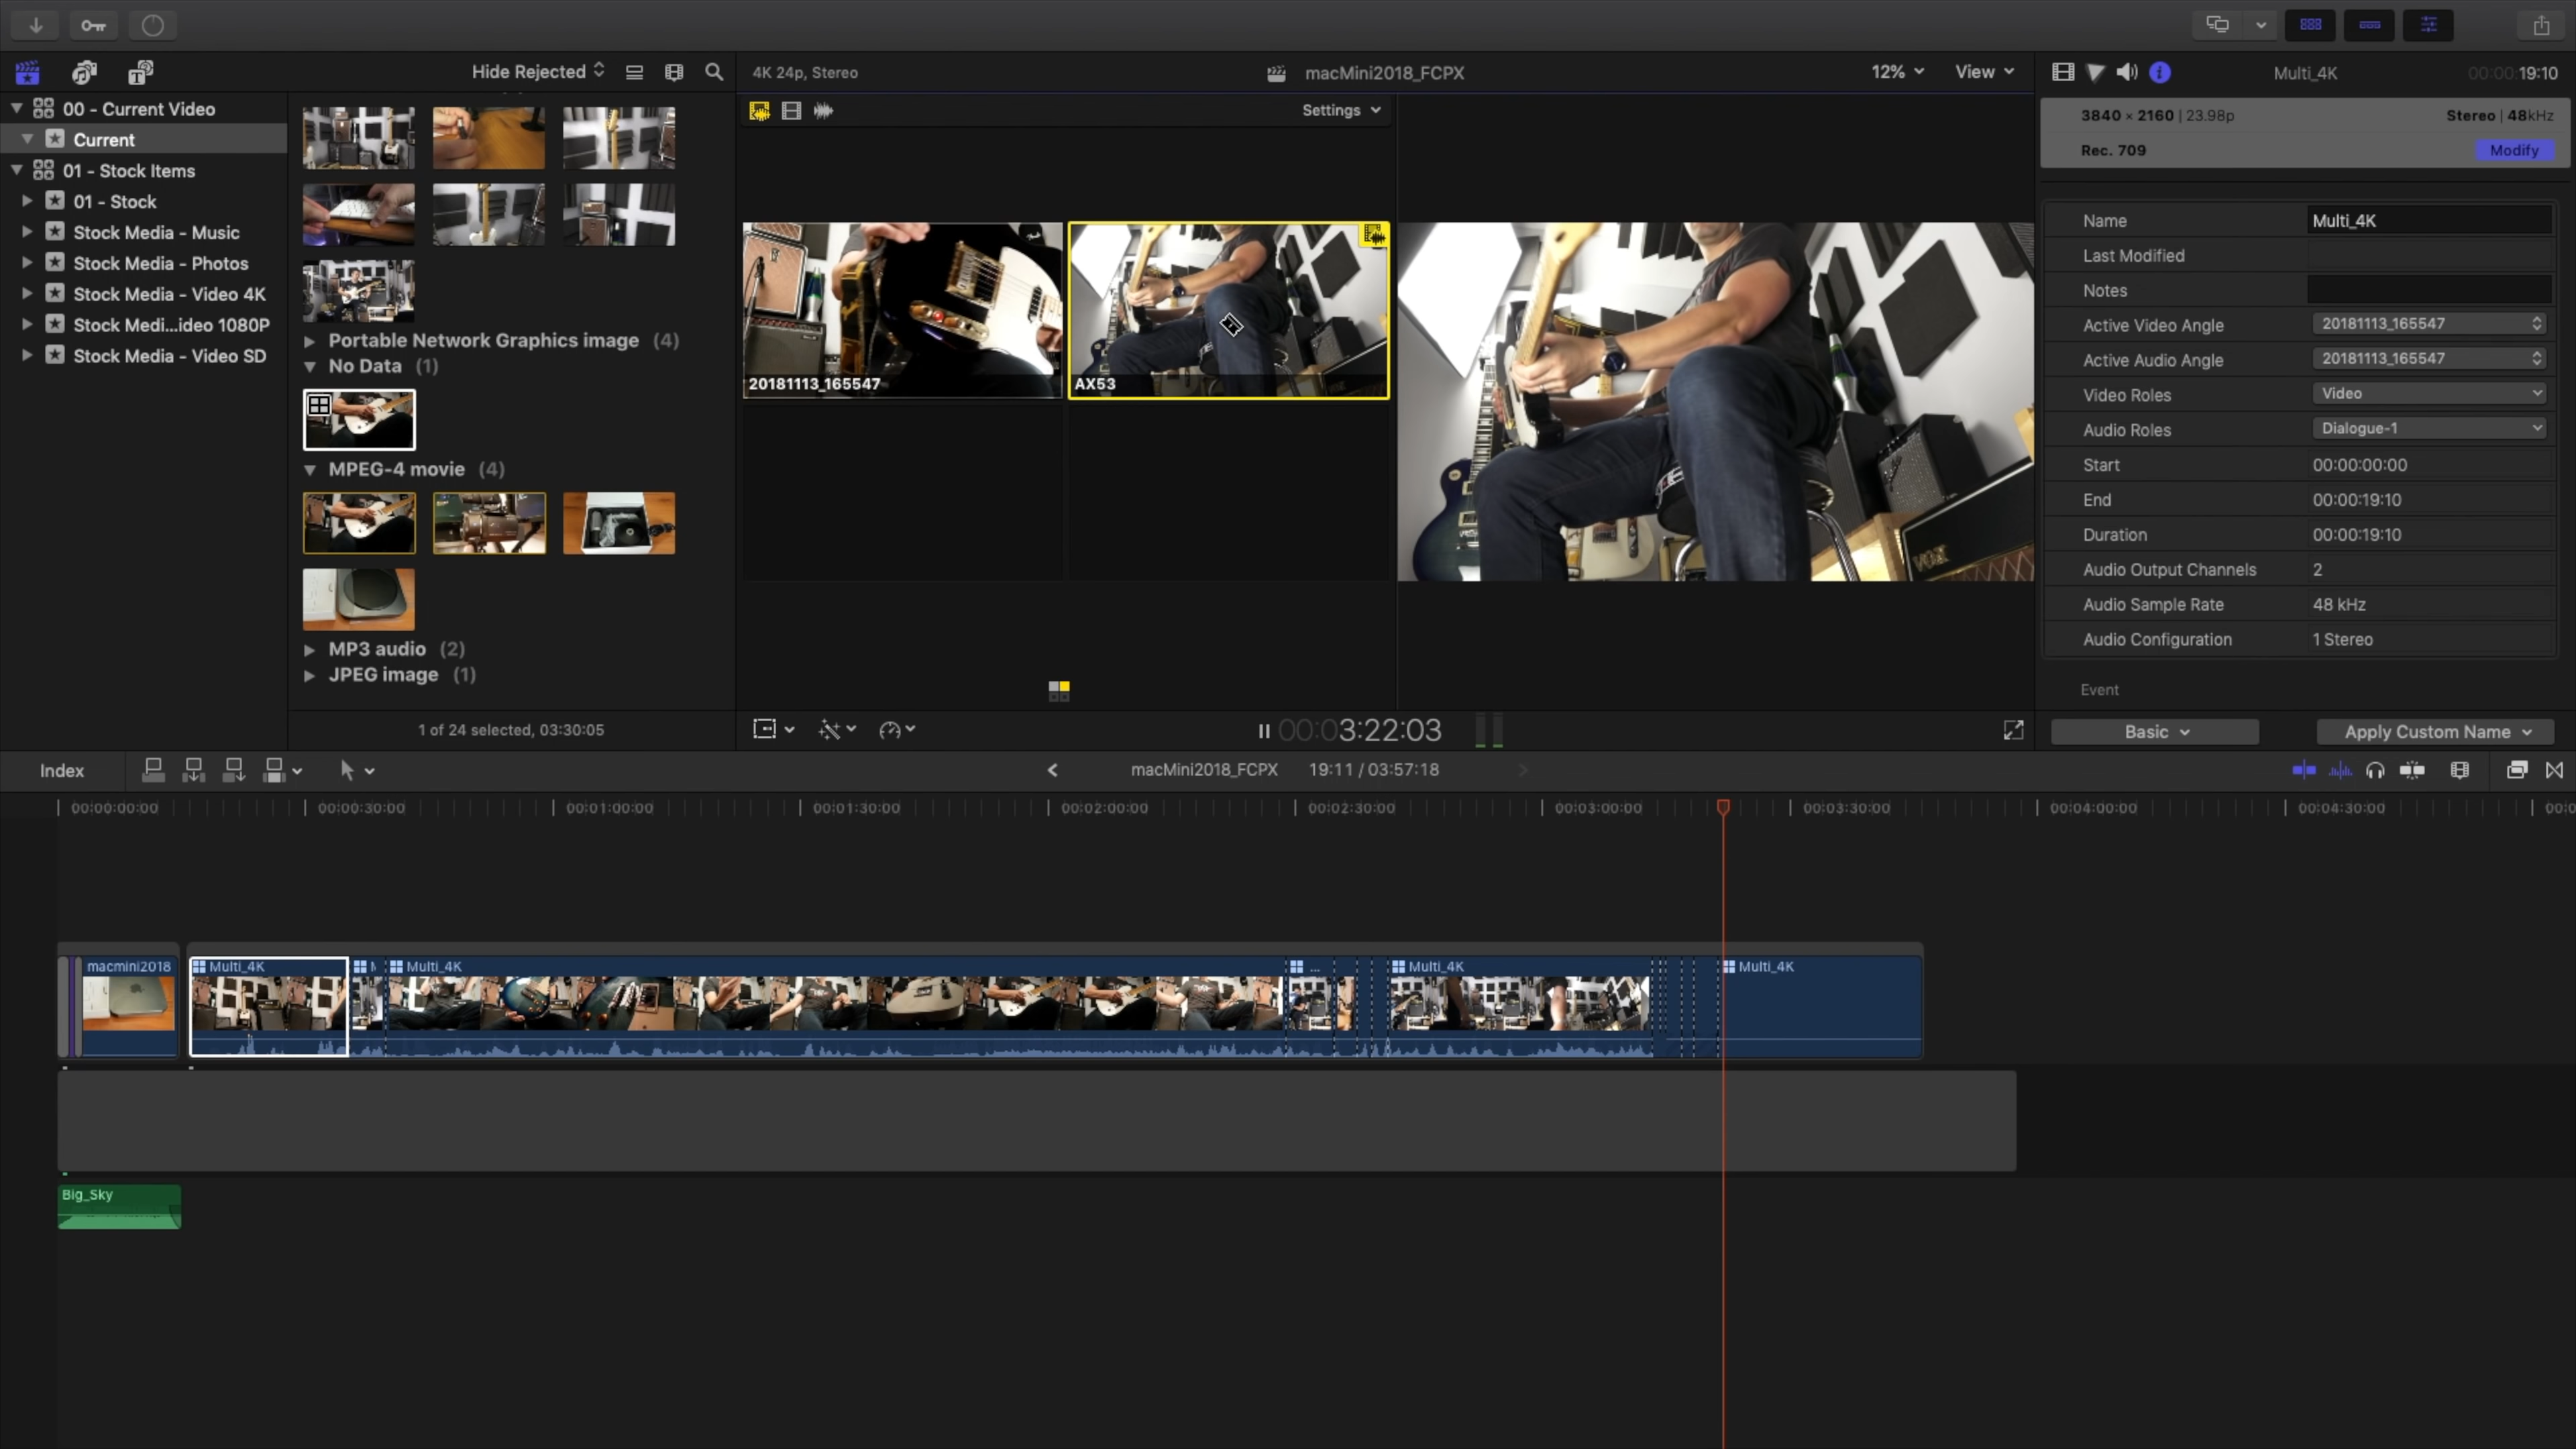 Hide Rejected
4K 24p, Stereo
macMini2018_FCPX
12%
View
Multi_4K
00:00:19:10
00 - Current Video
Current
01 - Stock Items
01 - Stock
Stock Media - Music
Stock Media - Photos
Stock Media - Video 4K
Stock Medi...ideo 1080P
Stock Media - Video SD
Portable Network Graphics image (4)
No Data (1)
MPEG-4 movie (4)
MP3 audio (2)
JPEG image (1)
1 of 24 selected, 03:30:05
Settings
20181113_165547
AX53
VOX
00:03:22:03
3840 × 2160 | 23.98p
Stereo | 48kHz
Rec. 709
Modify
Name
Multi_4K
Last Modified
Notes
Active Video Angle
20181113_165547
Active Audio Angle
20181113_165547
Video Roles
Video
Audio Roles
Dialogue-1
Start
00:00:00:00
End
00:00:19:10
Duration
00:00:19:10
Audio Output Channels
2
Audio Sample Rate
48 kHz
Audio Configuration
1 Stereo
Event
Basic
Apply Custom Name
Index
macMini2018_FCPX
19:11 / 03:57:18
00:00:00:00
00:00:30:00
00:01:00:00
00:01:30:00
00:02:00:00
00:02:30:00
00:03:00:00
00:03:30:00
00:04:00:00
00:04:30:00
00:0
macmini2018
Multi_4K
Multi_4K
...
Multi_4K
Multi_4K
Big_Sky